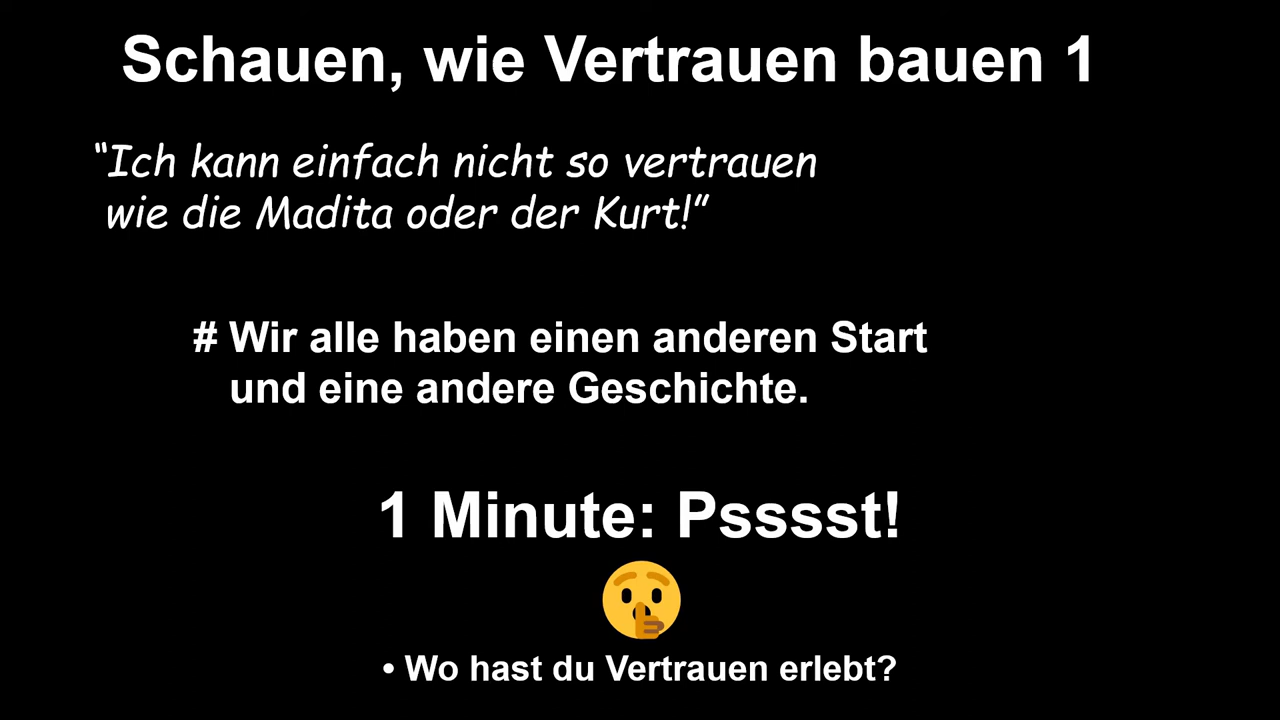 Schauen, wie Vertrauen bauen 1
“Ich kann einfach nicht so vertrauen
wie die Madita oder der Kurt!”
# Wir alle haben einen anderen Start
und eine andere Geschichte.
1 Minute: Psssst!
• Wo hast du Vertrauen erlebt?